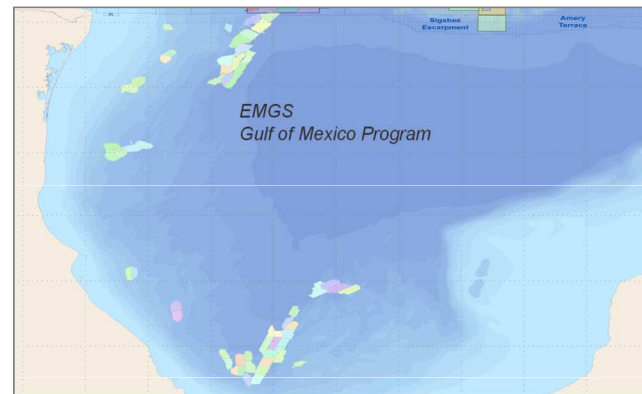 Sigsbee
Escarpment
Amery
Terrace
EMGS
Gulf of Mexico Program